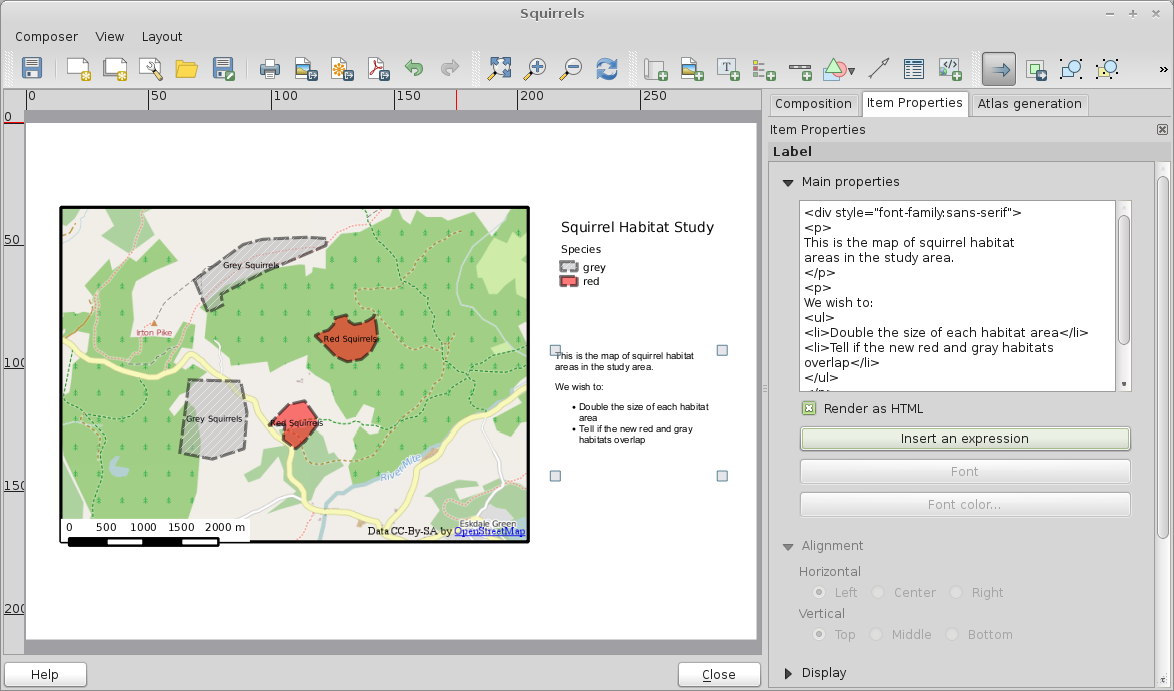 Squirrels
Composer View Layout
0 50 100 150 200 250
Composition Item Properties Atlas generation
Item Properties
Label
Main properties
<div style="font-family:sans-serif">
<p>
This is the map of squirrel habitat
areas in the study area.
</p>
<p>
We wish to:
<ul>
<li>Double the size of each habitat area</li>
<li>Tell if the new red and gray habitats
overlap</li>
</ul>
Render as HTML
Insert an expression
Font
Font color...
Alignment
Horizontal
Left Center Right
Vertical
Top Middle Bottom
Display
0
50
100
150
200
Grey Squirrels
Irton Pike
Red Squirrels
Grey Squirrels
Red Squirrels
River Mite
Eskdale Green
Data CC-By-SA by OpenStreetMap
0 500 1000 1500 2000 m
Squirrel Habitat Study
Species
grey
red
This is the map of squirrel habitat
areas in the study area.
We wish to:
• Double the size of each habitat
area
• Tell if the new red and gray
habitats overlap
Help
Close